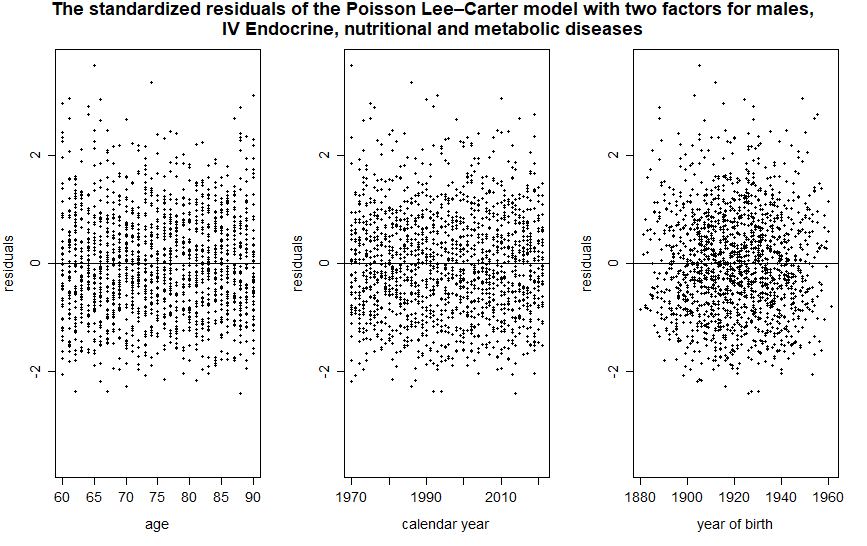 The standardized residuals of the Poisson Lee–Carter model with two factors for males,
IV Endocrine, nutritional and metabolic diseases
residuals
2
0
-2
60 65 70 75 80 85 90
age
residuals
2
0
-2
1970 1990 2010
calendar year
residuals
2
0
-2
1880 1900 1920 1940 1960
year of birth